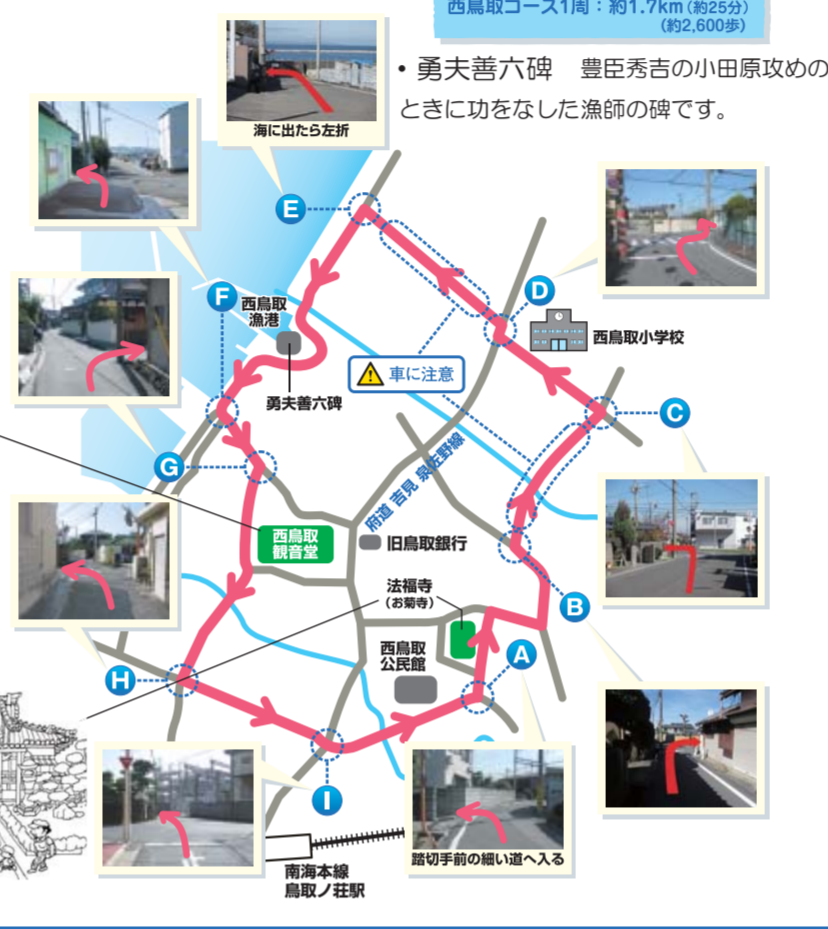 西鳥取コース1周：約1.7km（約25分）
（約2,600歩）
• 勇夫善六碑　豊臣秀吉の小田原攻めの
ときに功をなした漁師の碑です。
海に出たら左折
E
D
F
西鳥取
漁港
西鳥取小学校
車に注意
勇夫善六碑
C
G
府道 吉見 泉佐野線
西鳥取
観音堂
旧鳥取銀行
法福寺
（お菊寺）
B
西鳥取
公民館
A
H
I
踏切手前の細い道へ入る
南海本線
鳥取ノ荘駅